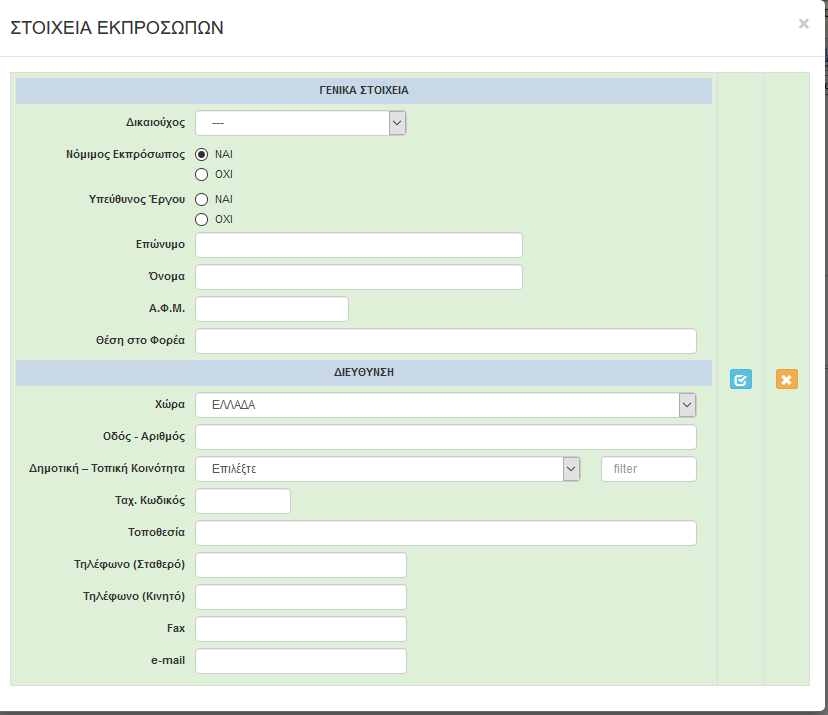 ΣΤΟΙΧΕΙΑ ΕΚΠΡΟΣΩΠΩΝ
ΓΕΝΙΚΑ ΣΤΟΙΧΕΙΑ
Δικαιούχος ---
Νόμιμος Εκπρόσωπος ΝΑΙ
ΟΧΙ
Υπεύθυνος Έργου ΝΑΙ
ΟΧΙ
Επώνυμο
Όνομα
Α.Φ.Μ.
Θέση στο Φορέα
ΔΙΕΥΘΥΝΣΗ
Χώρα ΕΛΛΑΔΑ
Οδός - Αριθμός
Δημοτική – Τοπική Κοινότητα Επιλέξτε filter
Ταχ. Κωδικός
Τοποθεσία
Τηλέφωνο (Σταθερό)
Τηλέφωνο (Κινητό)
Fax
e-mail